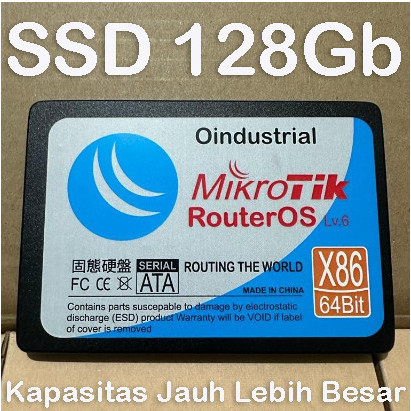 SSD 128Gb
Oindustrial
MikroTik
RouterOS Lv.6
固態硬盤 SERIAL ATA ROUTING THE WORLD
FC CE MADE IN CHINA
X86
64Bit
Contains parts suscepable to damage by electrostatic
discharge (ESD) product Warranty will be VOID if label
of cover is removed
Kapasitas Jauh Lebih Besar